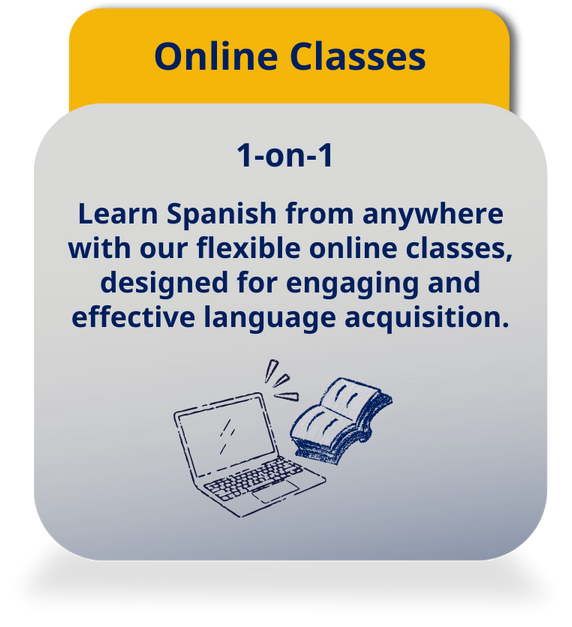 Online Classes
1-on-1
Learn Spanish from anywhere
with our flexible online classes,
designed for engaging and
effective language acquisition.